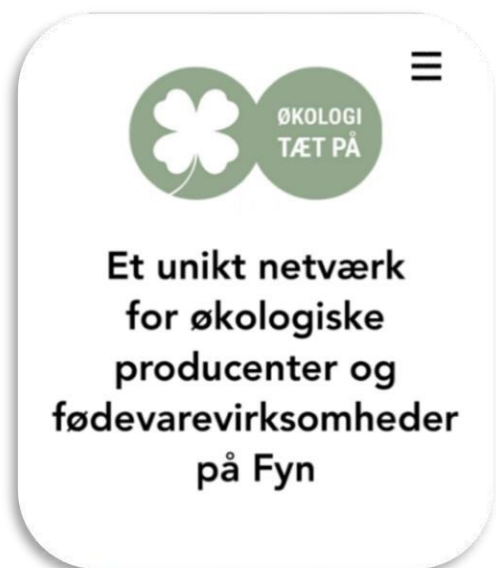 ØKOLOGI
TÆT PÅ
Et unikt netværk
for økologiske
producenter og
fødevarevirksomheder
på Fyn